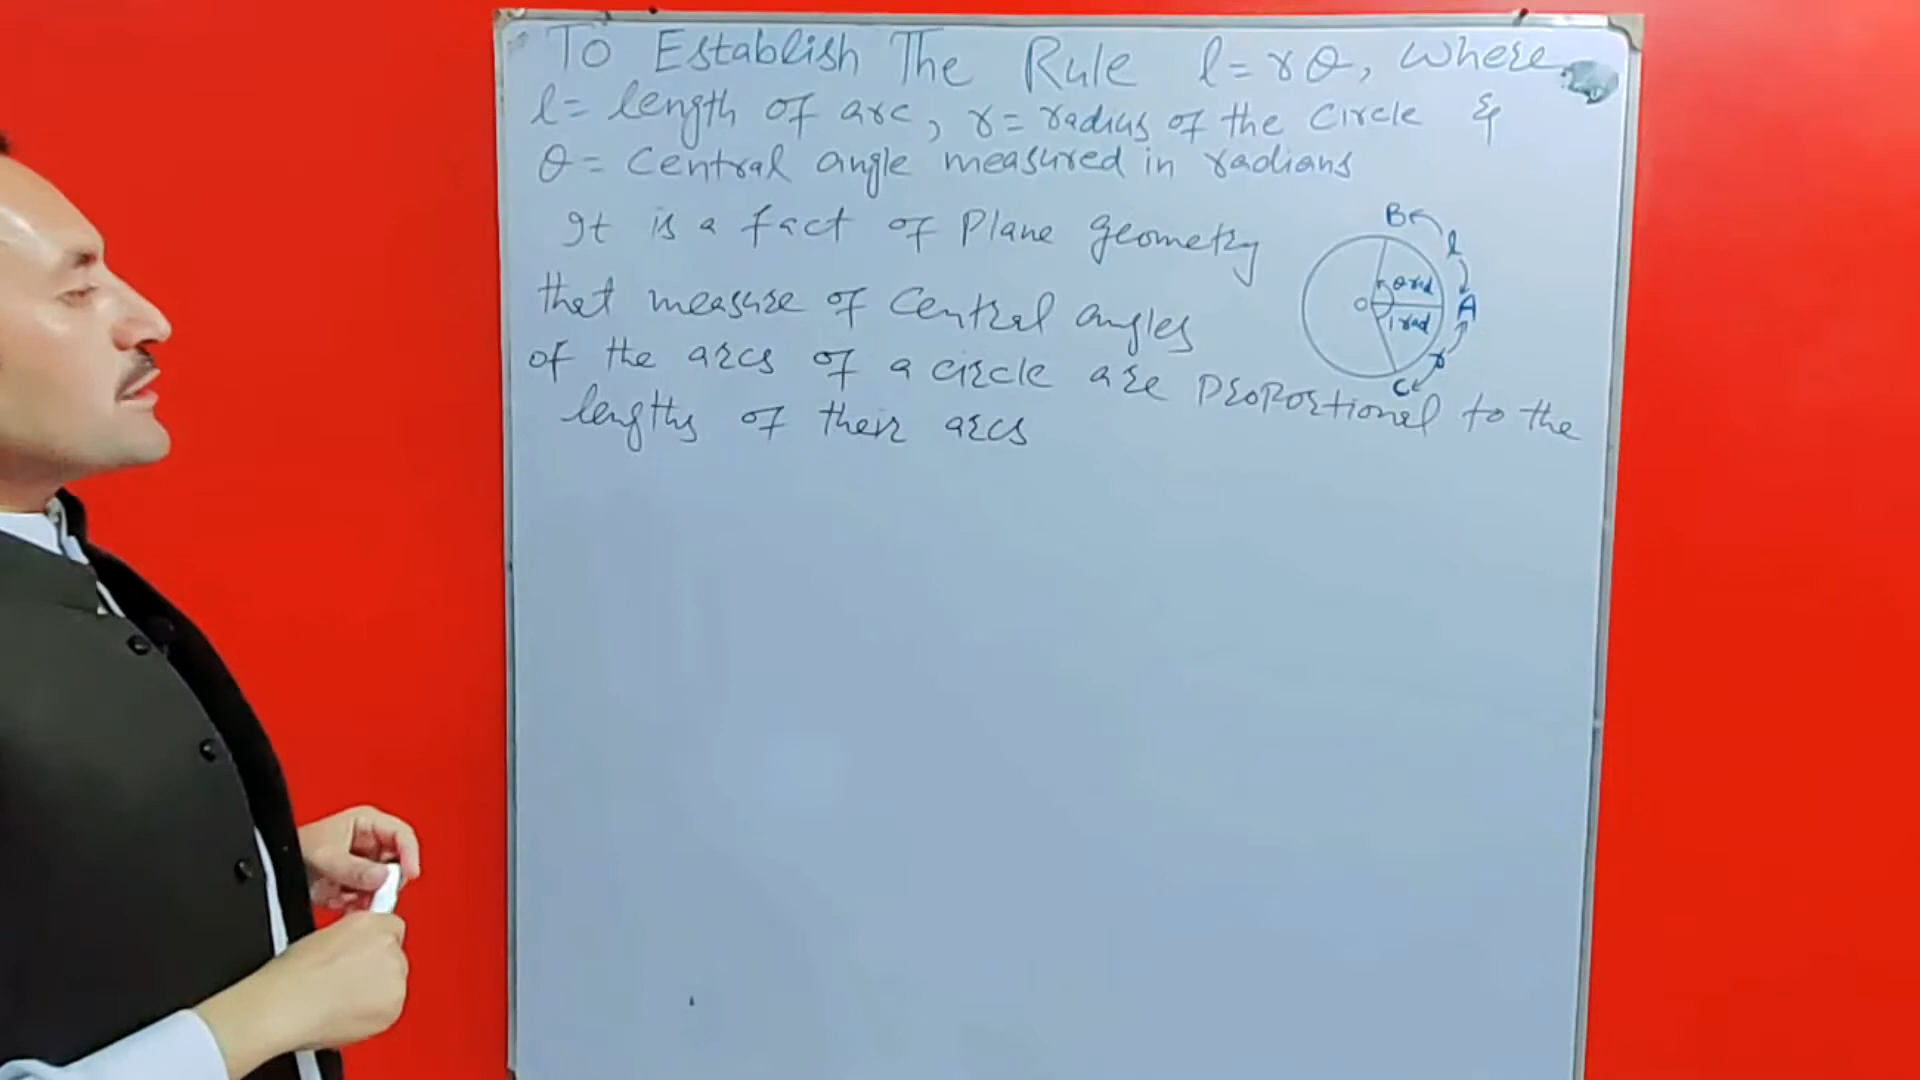 To Establish The Rule l = rθ, where
l = length of arc, r = radius of the circle &
θ = Central angle measured in radians
It is a fact of Plane geometry
that measure of Central angles
of the arcs of a circle are proportional to the
lengths of their arcs
B
l
θ rad
O
A
1 rad
r
C